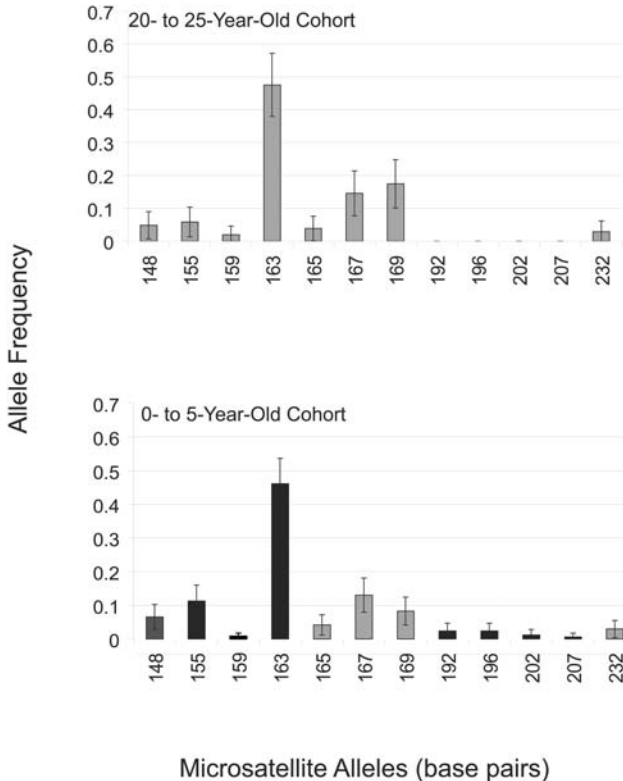 0.7
20- to 25-Year-Old Cohort
0.6
0.5
0.4
0.3
0.2
0.1
0
148 155 159 163 165 167 169 192 196 202 207 232
Allele Frequency
0.7
0- to 5-Year-Old Cohort
0.6
0.5
0.4
0.3
0.2
0.1
0
148 155 159 163 165 167 169 192 196 202 207 232
Microsatellite Alleles (base pairs)